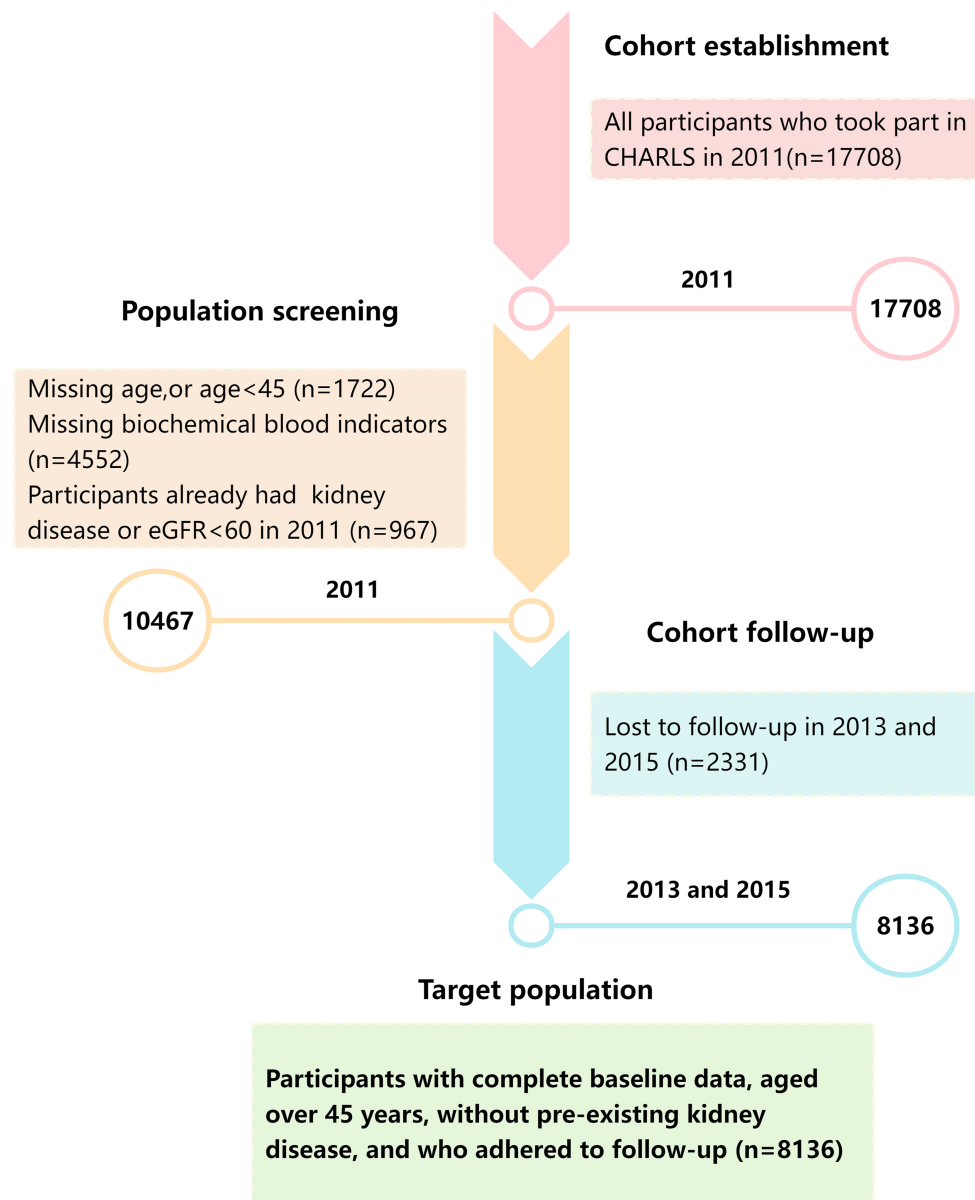 Cohort establishment
All participants who took part in
CHARLS in 2011(n=17708)
2011
17708
Population screening
Missing age,or age<45 (n=1722)
Missing biochemical blood indicators
(n=4552)
Participants already had  kidney
disease or eGFR<60 in 2011 (n=967)
2011
10467
Cohort follow-up
Lost to follow-up in 2013 and
2015 (n=2331)
2013 and 2015
8136
Target population
Participants with complete baseline data, aged
over 45 years, without pre-existing kidney
disease, and who adhered to follow-up (n=8136)